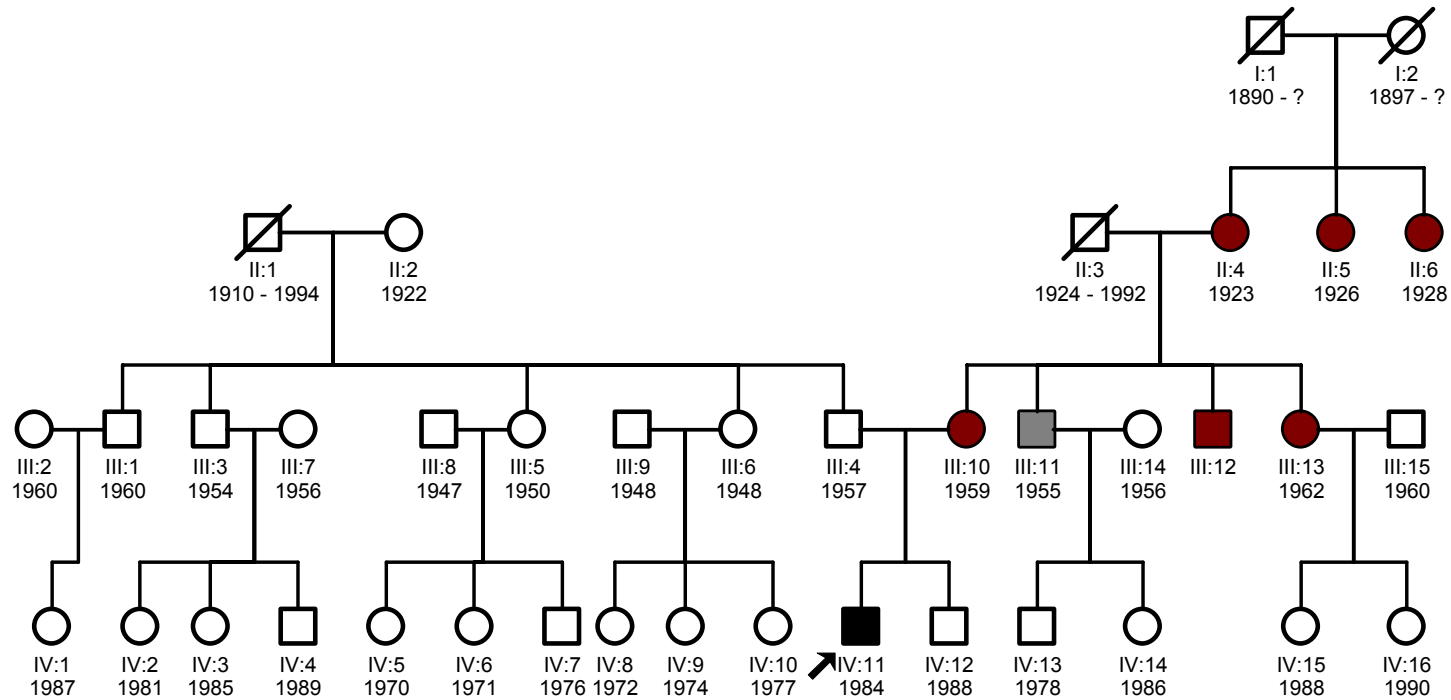 I:1 I:2
1890 - ? 1897 - ?
II:1 II:2 II:3 II:4 II:5 II:6
1910 - 1994 1922 1924 - 1992 1923 1926 1928
III:2 III:1 III:3 III:7 III:8 III:5 III:9 III:6 III:4 III:10 III:11 III:14 III:12 III:13 III:15
1960 1960 1954 1956 1947 1950 1948 1948 1957 1959 1955 1956 1962 1960
IV:1 IV:2 IV:3 IV:4 IV:5 IV:6 IV:7 IV:8 IV:9 IV:10 IV:11 IV:12 IV:13 IV:14 IV:15 IV:16
1987 1981 1985 1989 1970 1971 1976 1972 1974 1977 1984 1988 1978 1986 1988 1990